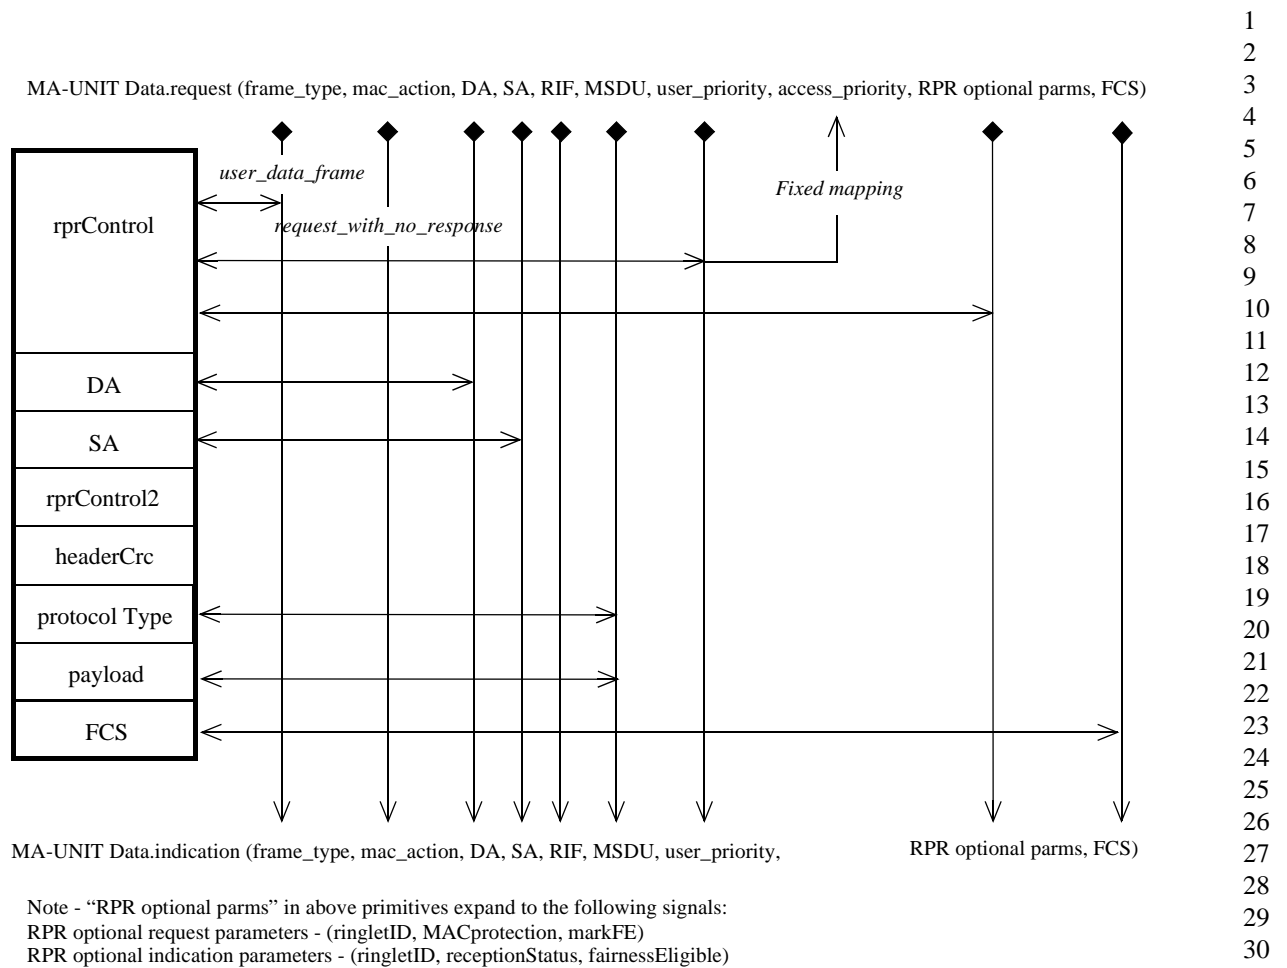 1
2
MA-UNIT Data.request (frame_type, mac_action, DA, SA, RIF, MSDU, user_priority, access_priority, RPR optional parms, FCS)
3
4
5
user_data_frame
6
Fixed mapping
7
rprControl
request_with_no_response
8
9
10
11
DA
12
13
SA
14
15
rprControl2
16
17
headerCrc
18
19
protocol Type
20
21
payload
22
FCS
23
24
25
26
MA-UNIT Data.indication (frame_type, mac_action, DA, SA, RIF, MSDU, user_priority,
RPR optional parms, FCS)
27
28
Note - “RPR optional parms” in above primitives expand to the following signals:
29
RPR optional request parameters - (ringletID, MACprotection, markFE)
30
RPR optional indication parameters - (ringletID, receptionStatus, fairnessEligible)